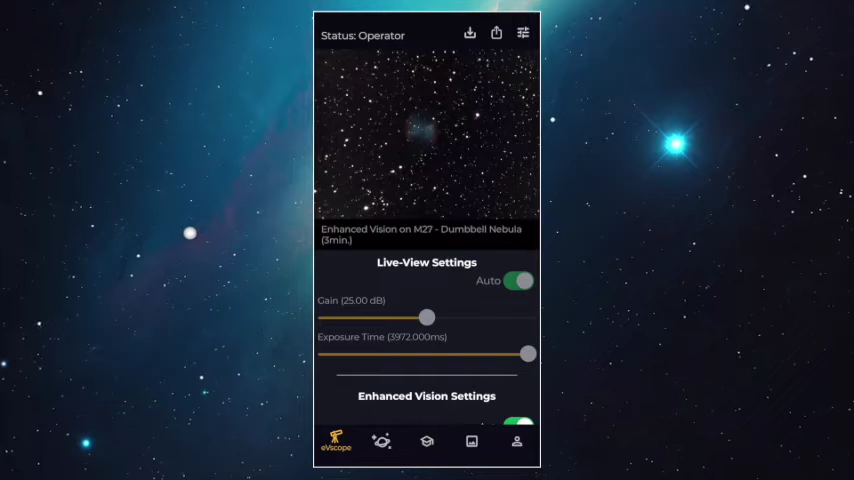 Status: Operator
Enhanced Vision on M27 - Dumbbell Nebula
(3min.)
Live-View Settings
Auto
Gain (25.00 dB)
Exposure Time (3972.000ms)
Enhanced Vision Settings
eVscope